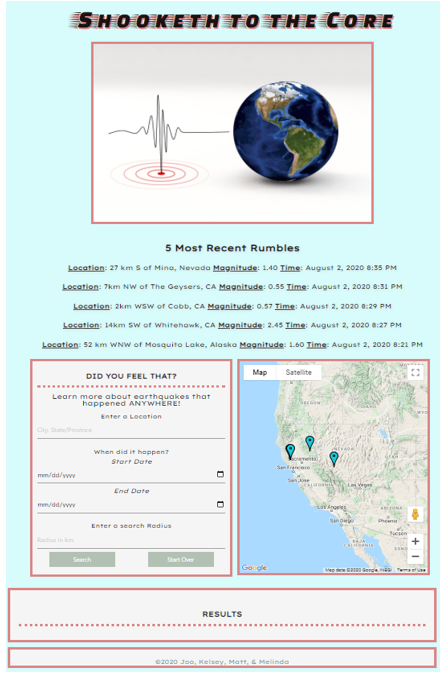 Shooketh to the Core
5 Most Recent Rumbles
Location: 27 km S of Mina, Nevada Magnitude: 1.40 Time: August 2, 2020 8:35 PM
Location: 7km NW of The Geysers, CA Magnitude: 0.55 Time: August 2, 2020 8:31 PM
Location: 2km WSW of Cobb, CA Magnitude: 0.57 Time: August 2, 2020 8:29 PM
Location: 14km SW of Whitehawk, CA Magnitude: 2.45 Time: August 2, 2020 8:27 PM
Location: 52 km WNW of Mosquito Lake, Alaska Magnitude: 1.60 Time: August 2, 2020 8:21 PM
DID YOU FEEL THAT?
Learn more about earthquakes that
happened ANYWHERE!
Enter a Location
City, State/Province
When did it happen?
Start Date
mm/dd/yyyy
End Date
mm/dd/yyyy
Enter a search Radius
Radius in km
Search Start Over
Map Satellite
OREGON
NEVADA
Sacramento
San Francisco
San Jose
CALIFORNIA
Las Vegas
Los Angeles
San Diego
ARIZONA
Phoenix
Tucson
BAJA
CALIFORNIA
Google
Map data ©2020 Google, INEGI Terms of Use
RESULTS
©2020 Joo, Kelsey, Matt, & Melinda